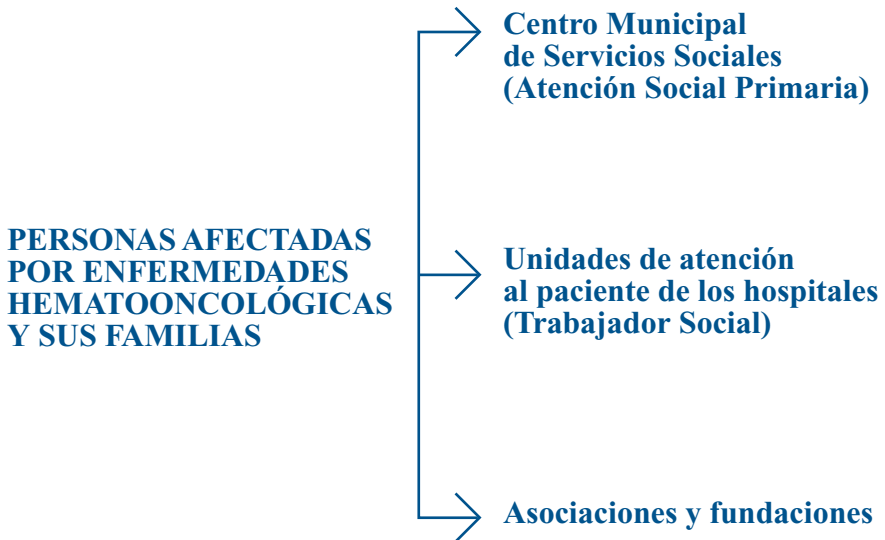 Centro Municipal
de Servicios Sociales
(Atención Social Primaria)
PERSONAS AFECTADAS
POR ENFERMEDADES
HEMATOONCOLÓGICAS
Y SUS FAMILIAS
Unidades de atención
al paciente de los hospitales
(Trabajador Social)
Asociaciones y fundaciones